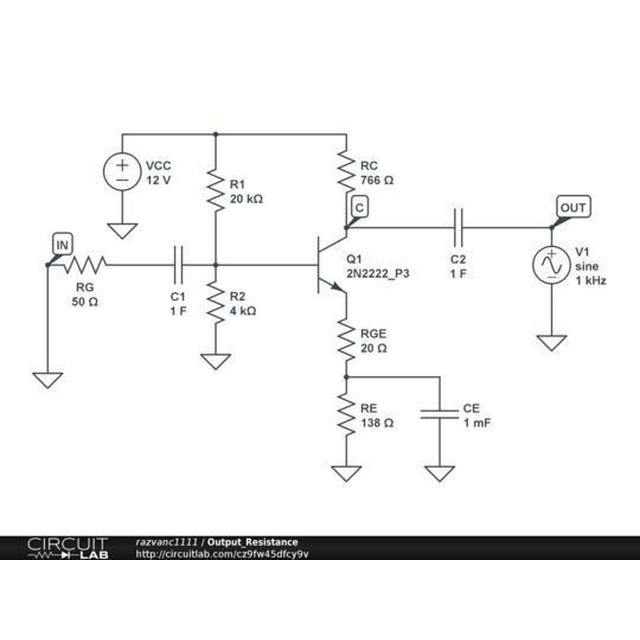 VCC
12 V
R1
20 kΩ
RC
766 Ω
C
OUT
IN
RG
50 Ω
C1
1 F
R2
4 kΩ
Q1
2N2222_P3
C2
1 F
V1
sine
1 kHz
RGE
20 Ω
RE
138 Ω
CE
1 mF
CIRCUIT
LAB
razvanc1111 / Output_Resistance
http://circuitlab.com/cz9fw45dfcy9v